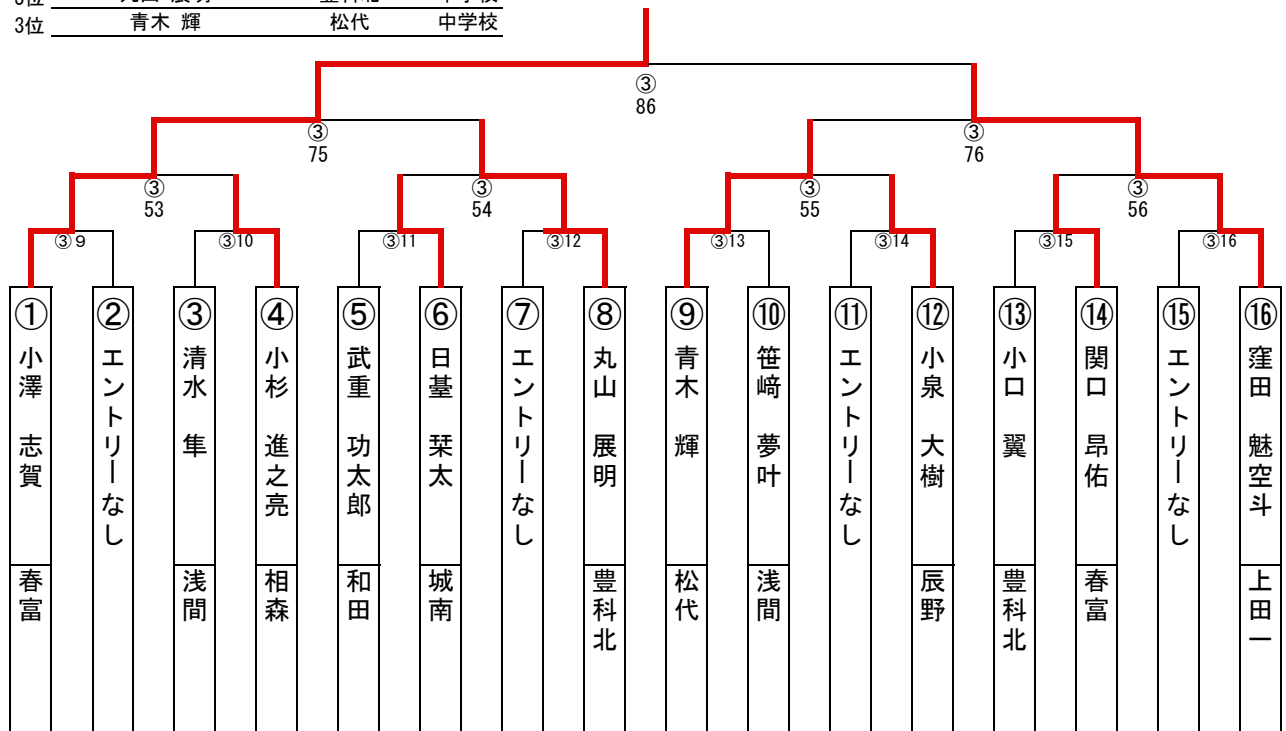 3位 青木 輝 松代 中学校
③
86
③
75
③
76
③
53
③
54
③
55
③
56
③9
③10
③11
③12
③13
③14
③15
③16
① 小澤 志賀 春富
② エントリーなし
③ 清水 隼 浅間
④ 小杉 進之亮 相森
⑤ 武重 功太郎 和田
⑥ 日基 栞太 城南
⑦ エントリーなし
⑧ 丸山 展明 豊科北
⑨ 青木 輝 松代
⑩ 笹﨑 夢叶 浅間
⑪ エントリーなし
⑫ 小泉 大樹 辰野
⑬ 小口 翼 豊科北
⑭ 関口 昂佑 春富
⑮ エントリーなし
⑯ 窪田 魅空斗 上田一